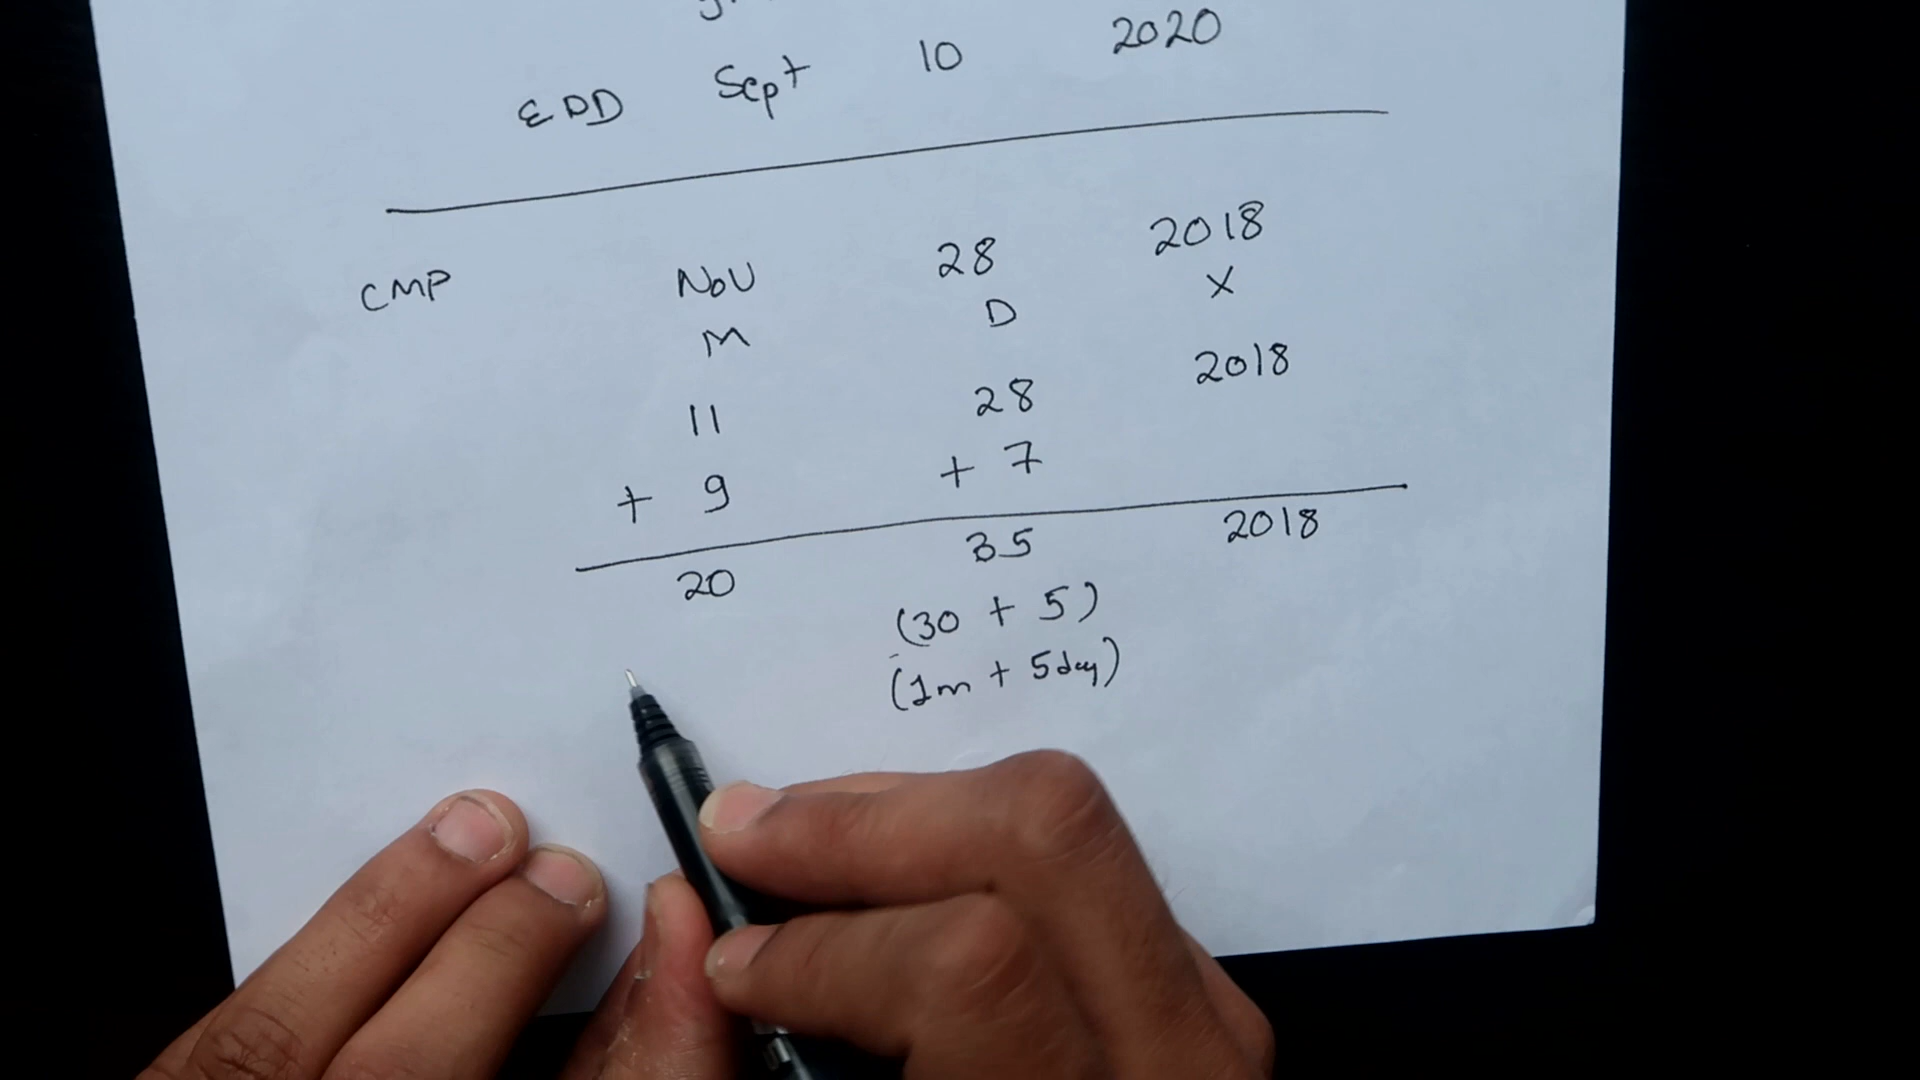 EDD Sept 10 2020
CMP NOV 28 2018
M D X
11 28 2018
+ 9 + 7
20 35 2018
(30 + 5)
(1m + 5day)